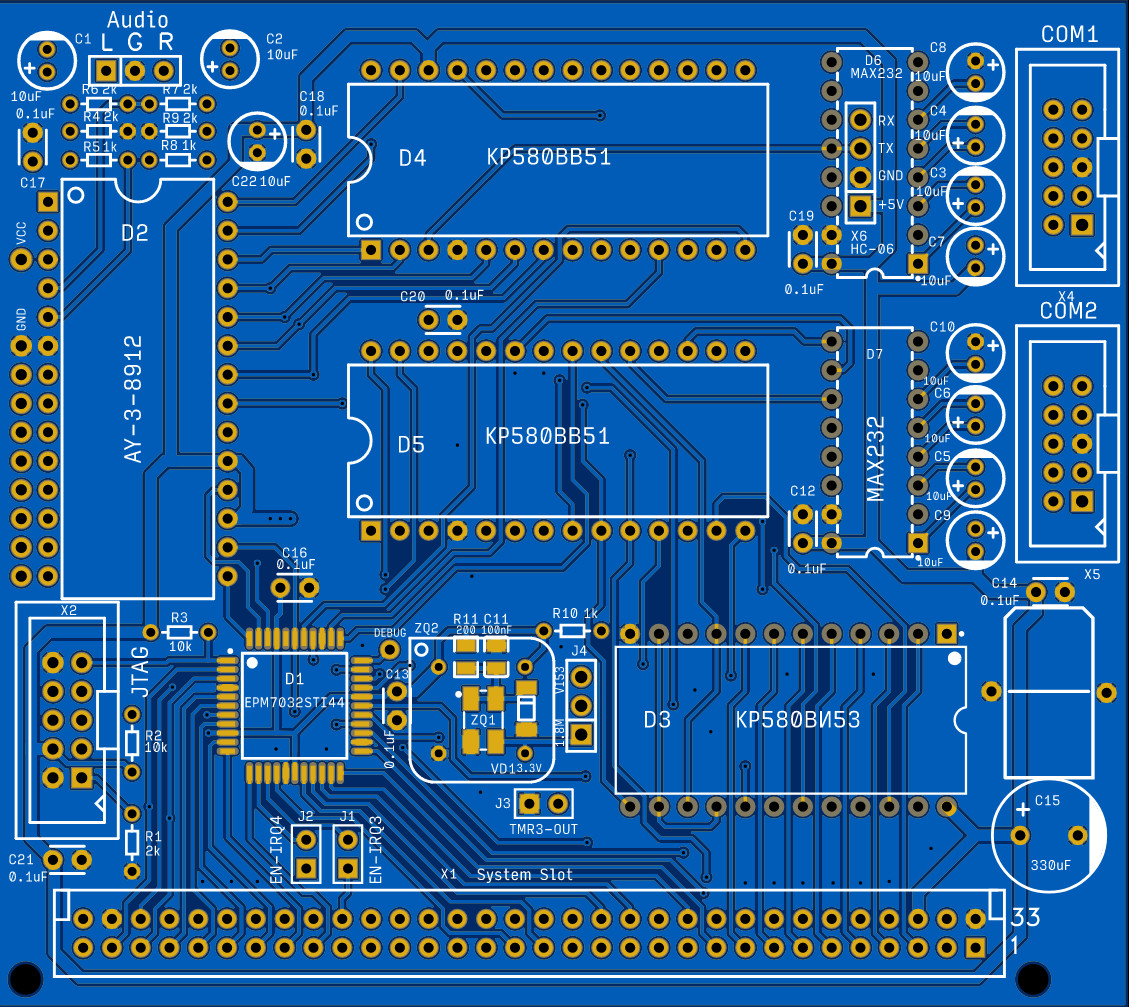 Audio
L G R
C1
C2
10uF
10uF
0.1uF
R6 2k
R7 2k
R4 2k
R9 2k
R5 1k
R8 1k
C17
C18
0.1uF
C22 10uF
D4
КР580ВВ51
D6
MAX232
RX
TX
GND
+5V
X6
HC-06
C19
0.1uF
C8
10uF
C4
10uF
C3
10uF
C7
10uF
COM1
X4
COM2
VCC
GND
D2
AY-3-8912
C20
0.1uF
D5
КР580ВВ51
D7
MAX232
C12
0.1uF
C10
10uF
C6
10uF
C5
10uF
C9
10uF
X5
C14
0.1uF
C16
0.1uF
X2
JTAG
R3
10k
R2
10k
R1
2k
C21
0.1uF
D1
EPM7032STI44
DEBUG
C13
0.1uF
ZQ2
R11
200
C11
100nF
ZQ1
VD1 3.3V
R10 1k
J4
VI53
1.8M
J3
TMR3-OUT
D3
КР580ВИ53
C15
330uF
J2
EN-IRQ4
J1
EN-IRQ3
X1 System Slot
33
1